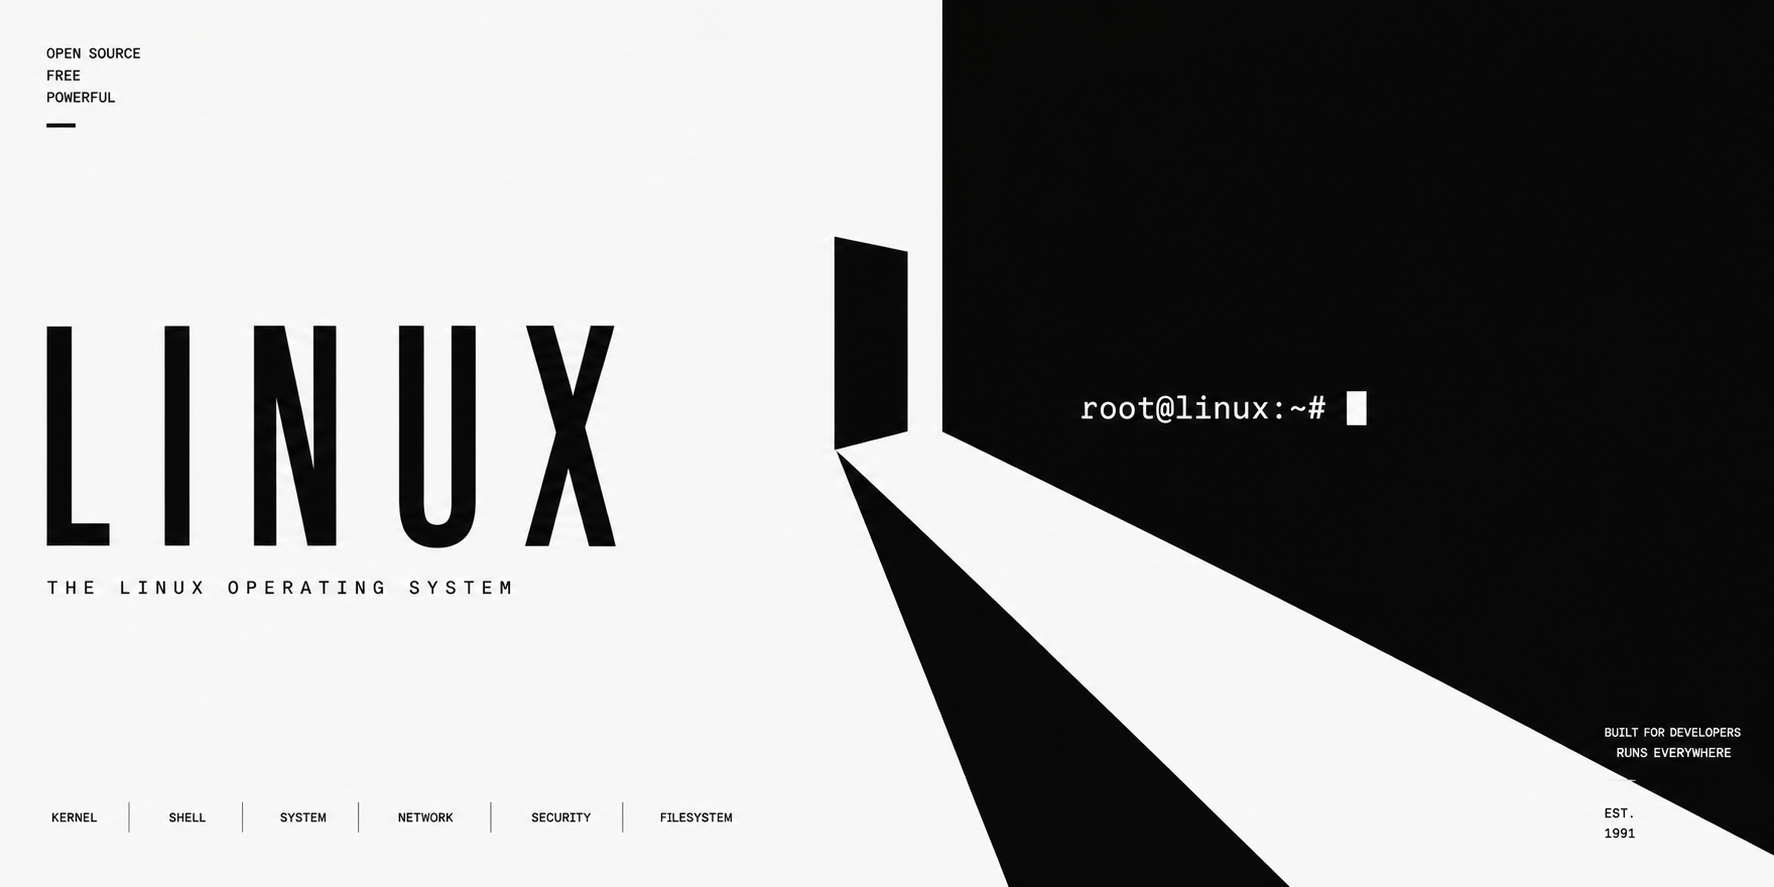 OPEN SOURCE
FREE
POWERFUL
LINUX
THE LINUX OPERATING SYSTEM
root@linux:~#
KERNEL
SHELL
SYSTEM
NETWORK
SECURITY
FILESYSTEM
BUILT FOR DEVELOPERS
RUNS EVERYWHERE
EST.
1991